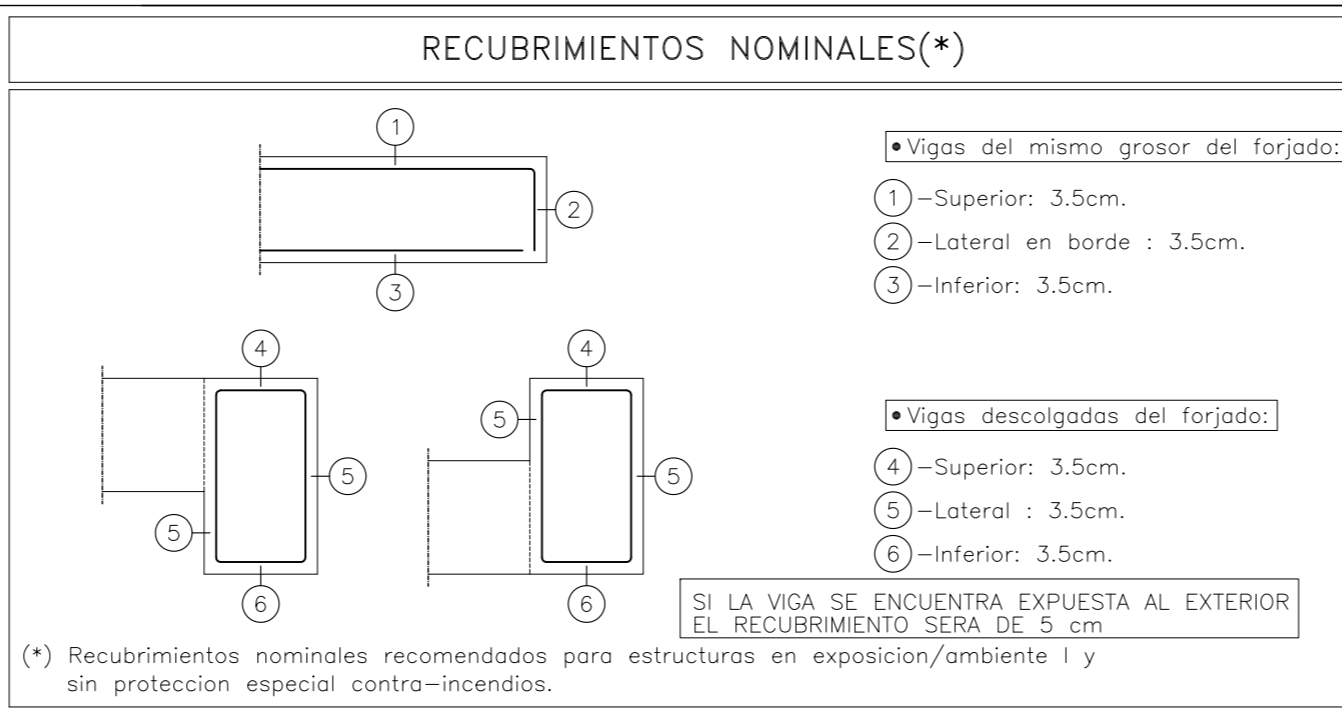 RECUBRIMIENTOS NOMINALES(*)
1
2
3
• Vigas del mismo grosor del forjado:
1 -Superior: 3.5cm.
2 -Lateral en borde : 3.5cm.
3 -Inferior: 3.5cm.
4
5
5
6
4
5
5
6
• Vigas descolgadas del forjado:
4 -Superior: 3.5cm.
5 -Lateral : 3.5cm.
6 -Inferior: 3.5cm.
SI LA VIGA SE ENCUENTRA EXPUESTA AL EXTERIOR
EL RECUBRIMIENTO SERA DE 5 cm
(*) Recubrimientos nominales recomendados para estructuras en exposicion/ambiente I y
sin proteccion especial contra-incendios.